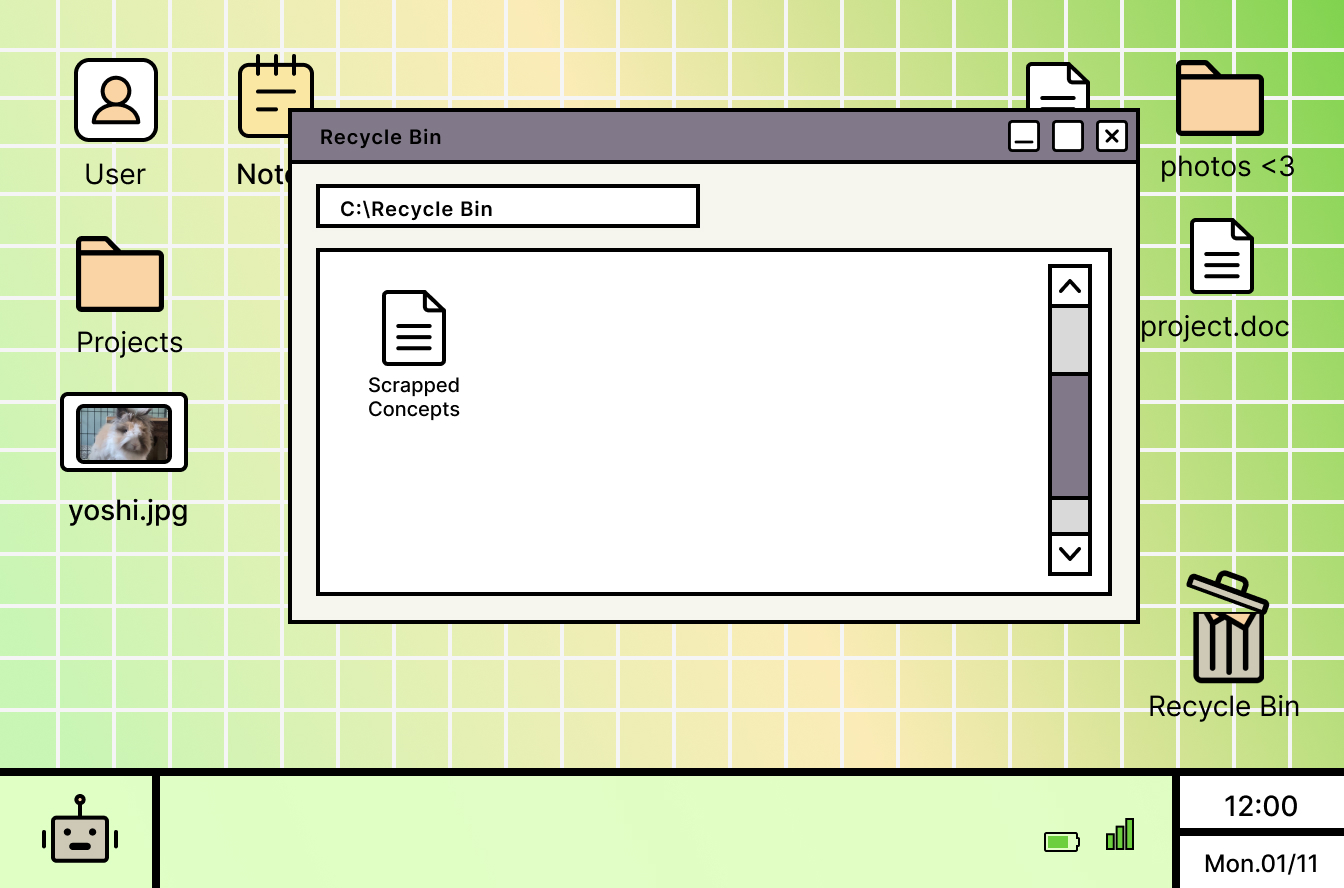 User
Note
Recycle Bin
C:\Recycle Bin
Scrapped
Concepts
Projects
yoshi.jpg
photos <3
project.doc
Recycle Bin
12:00
Mon.01/11